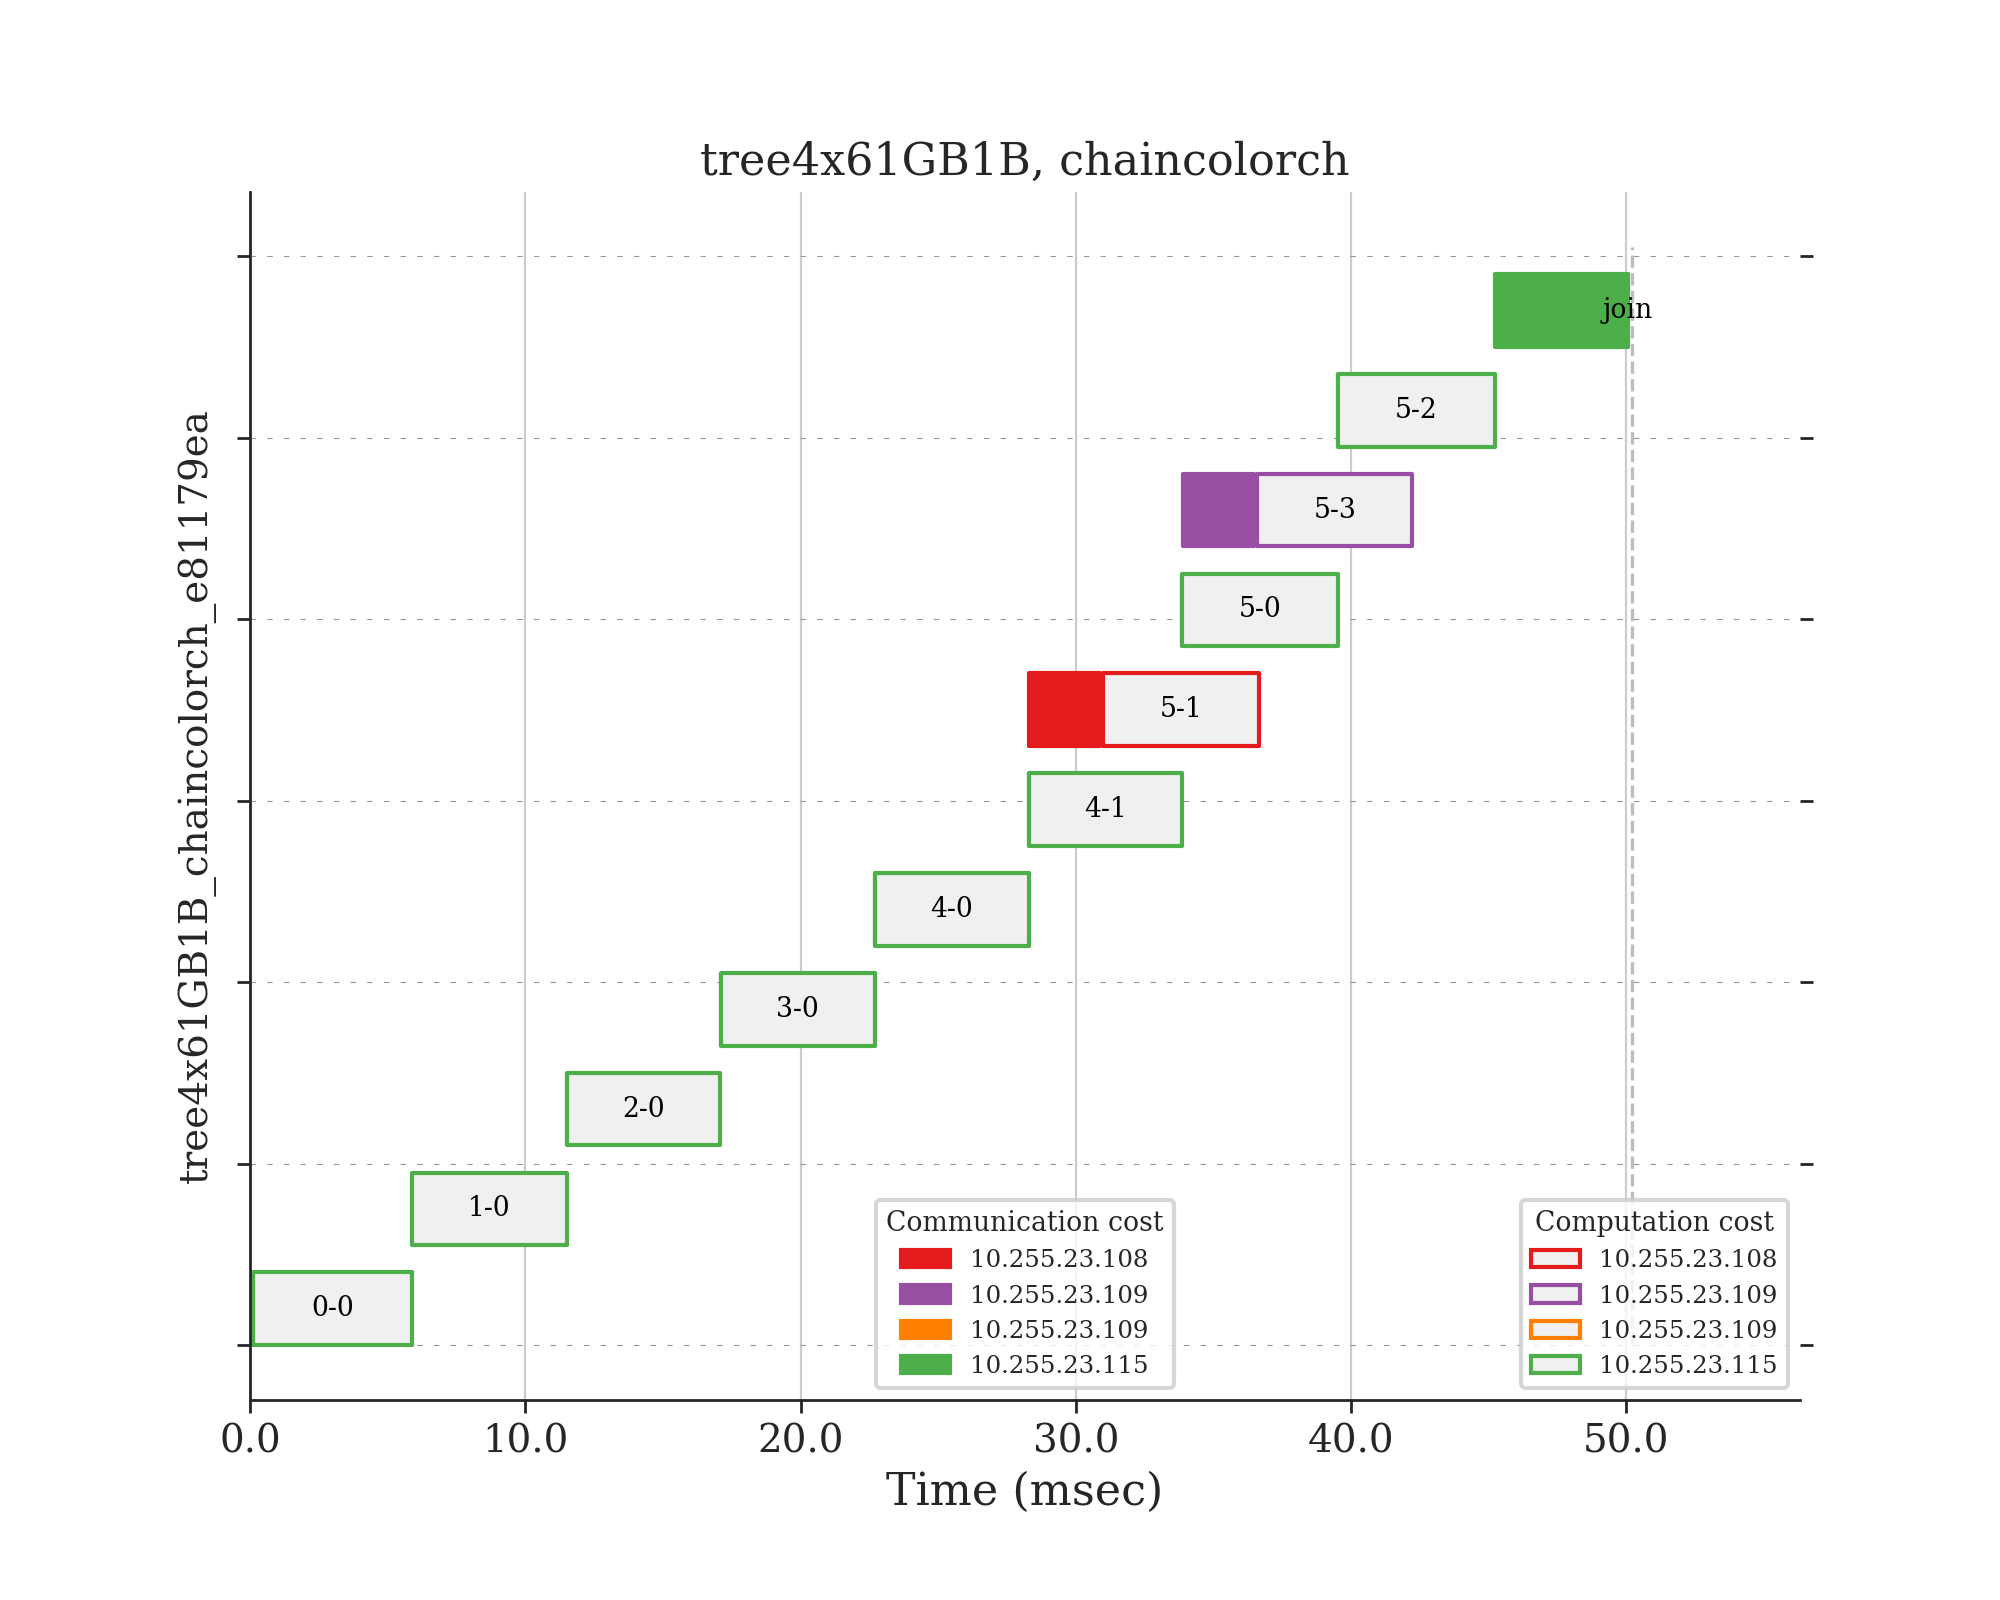 tree4x61GB1B, chaincolorch
tree4x61GB1B_chaincolorch_e81179ea
join
5-2
5-3
5-0
5-1
4-1
4-0
3-0
2-0
1-0
0-0
Communication cost
10.255.23.108
10.255.23.109
10.255.23.109
10.255.23.115
Computation cost
10.255.23.108
10.255.23.109
10.255.23.109
10.255.23.115
0.0 10.0 20.0 30.0 40.0 50.0
Time (msec)